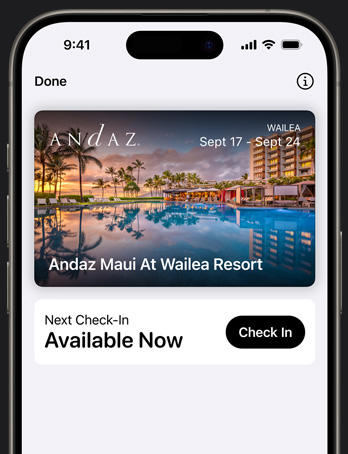 9:41
Done
ANdAZ.
WAILEA
Sept 17 - Sept 24
Andaz Maui At Wailea Resort
Next Check-In
Available Now
Check In